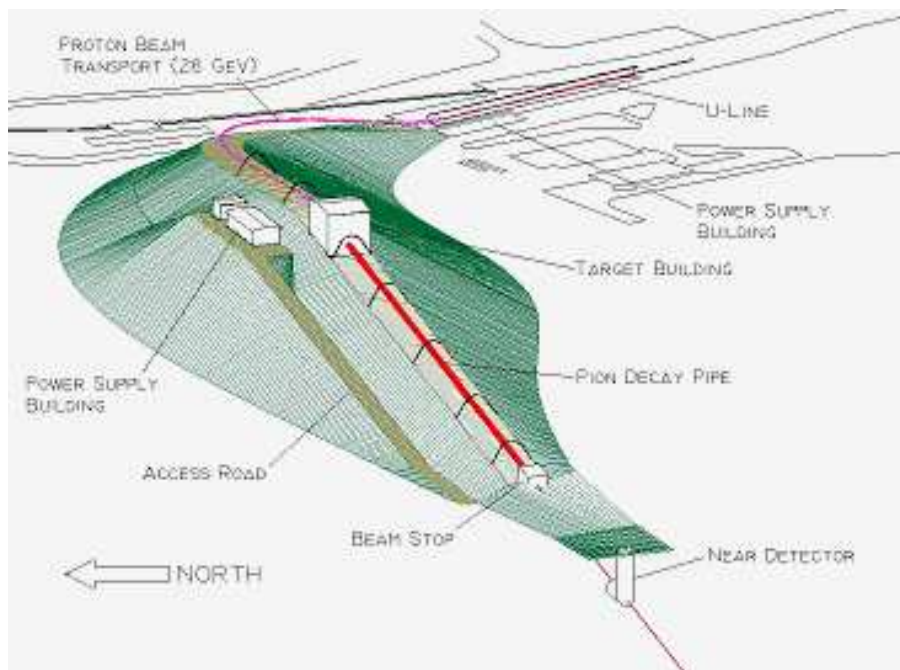 PROTON BEAM
TRANSPORT (28 GEV)
U-LINE
POWER SUPPLY
BUILDING
TARGET BUILDING
PION DECAY PIPE
POWER SUPPLY
BUILDING
ACCESS ROAD
BEAM STOP
NEAR DETECTOR
NORTH